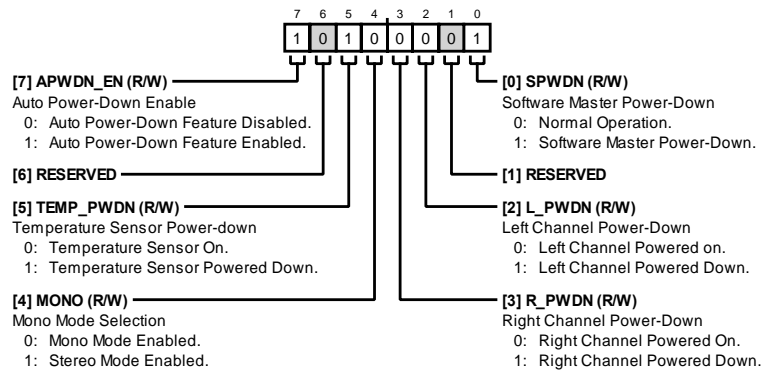 7 6 5 4 3 2 1 0
1 0 1 0 0 0 0 1
[7] APWDN_EN (R/W)
Auto Power-Down Enable
0: Auto Power-Down Feature Disabled.
1: Auto Power-Down Feature Enabled.
[6] RESERVED
[5] TEMP_PWDN (R/W)
Temperature Sensor Power-down
0: Temperature Sensor On.
1: Temperature Sensor Powered Down.
[4] MONO (R/W)
Mono Mode Selection
0: Mono Mode Enabled.
1: Stereo Mode Enabled.
[0] SPWDN (R/W)
Software Master Power-Down
0: Normal Operation.
1: Software Master Power-Down.
[1] RESERVED
[2] L_PWDN (R/W)
Left Channel Power-Down
0: Left Channel Powered on.
1: Left Channel Powered Down.
[3] R_PWDN (R/W)
Right Channel Power-Down
0: Right Channel Powered On.
1: Right Channel Powered Down.